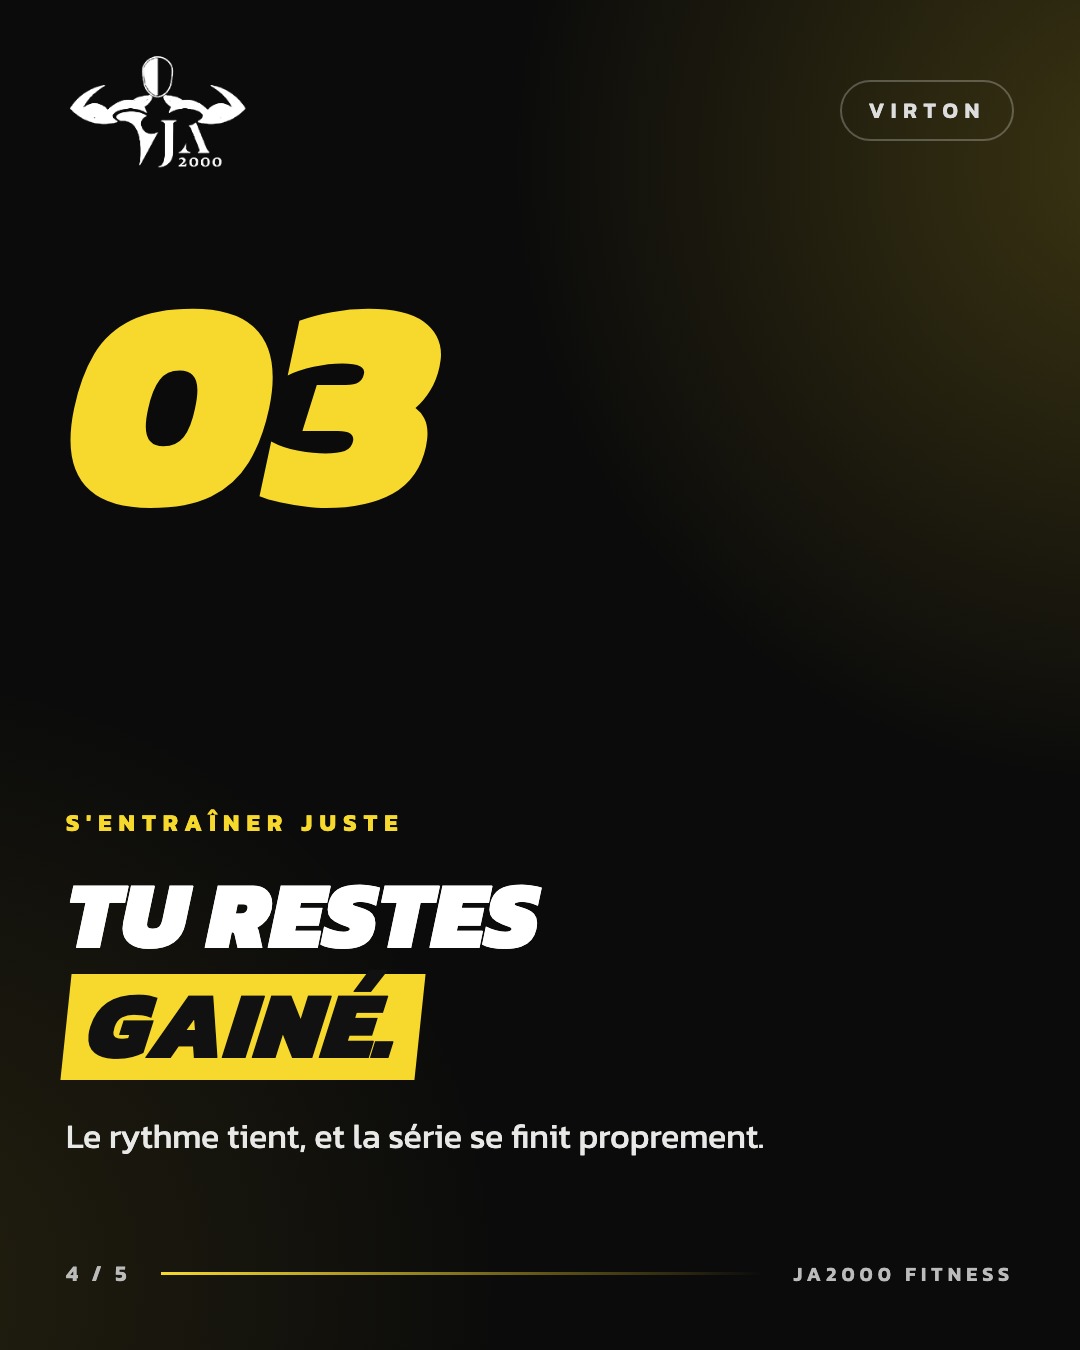 JA
2000
VIRTON
03
S'ENTRAÎNER JUSTE
TU RESTES
GAINÉ.
Le rythme tient, et la série se finit proprement.
4 / 5
JA2000 FITNESS